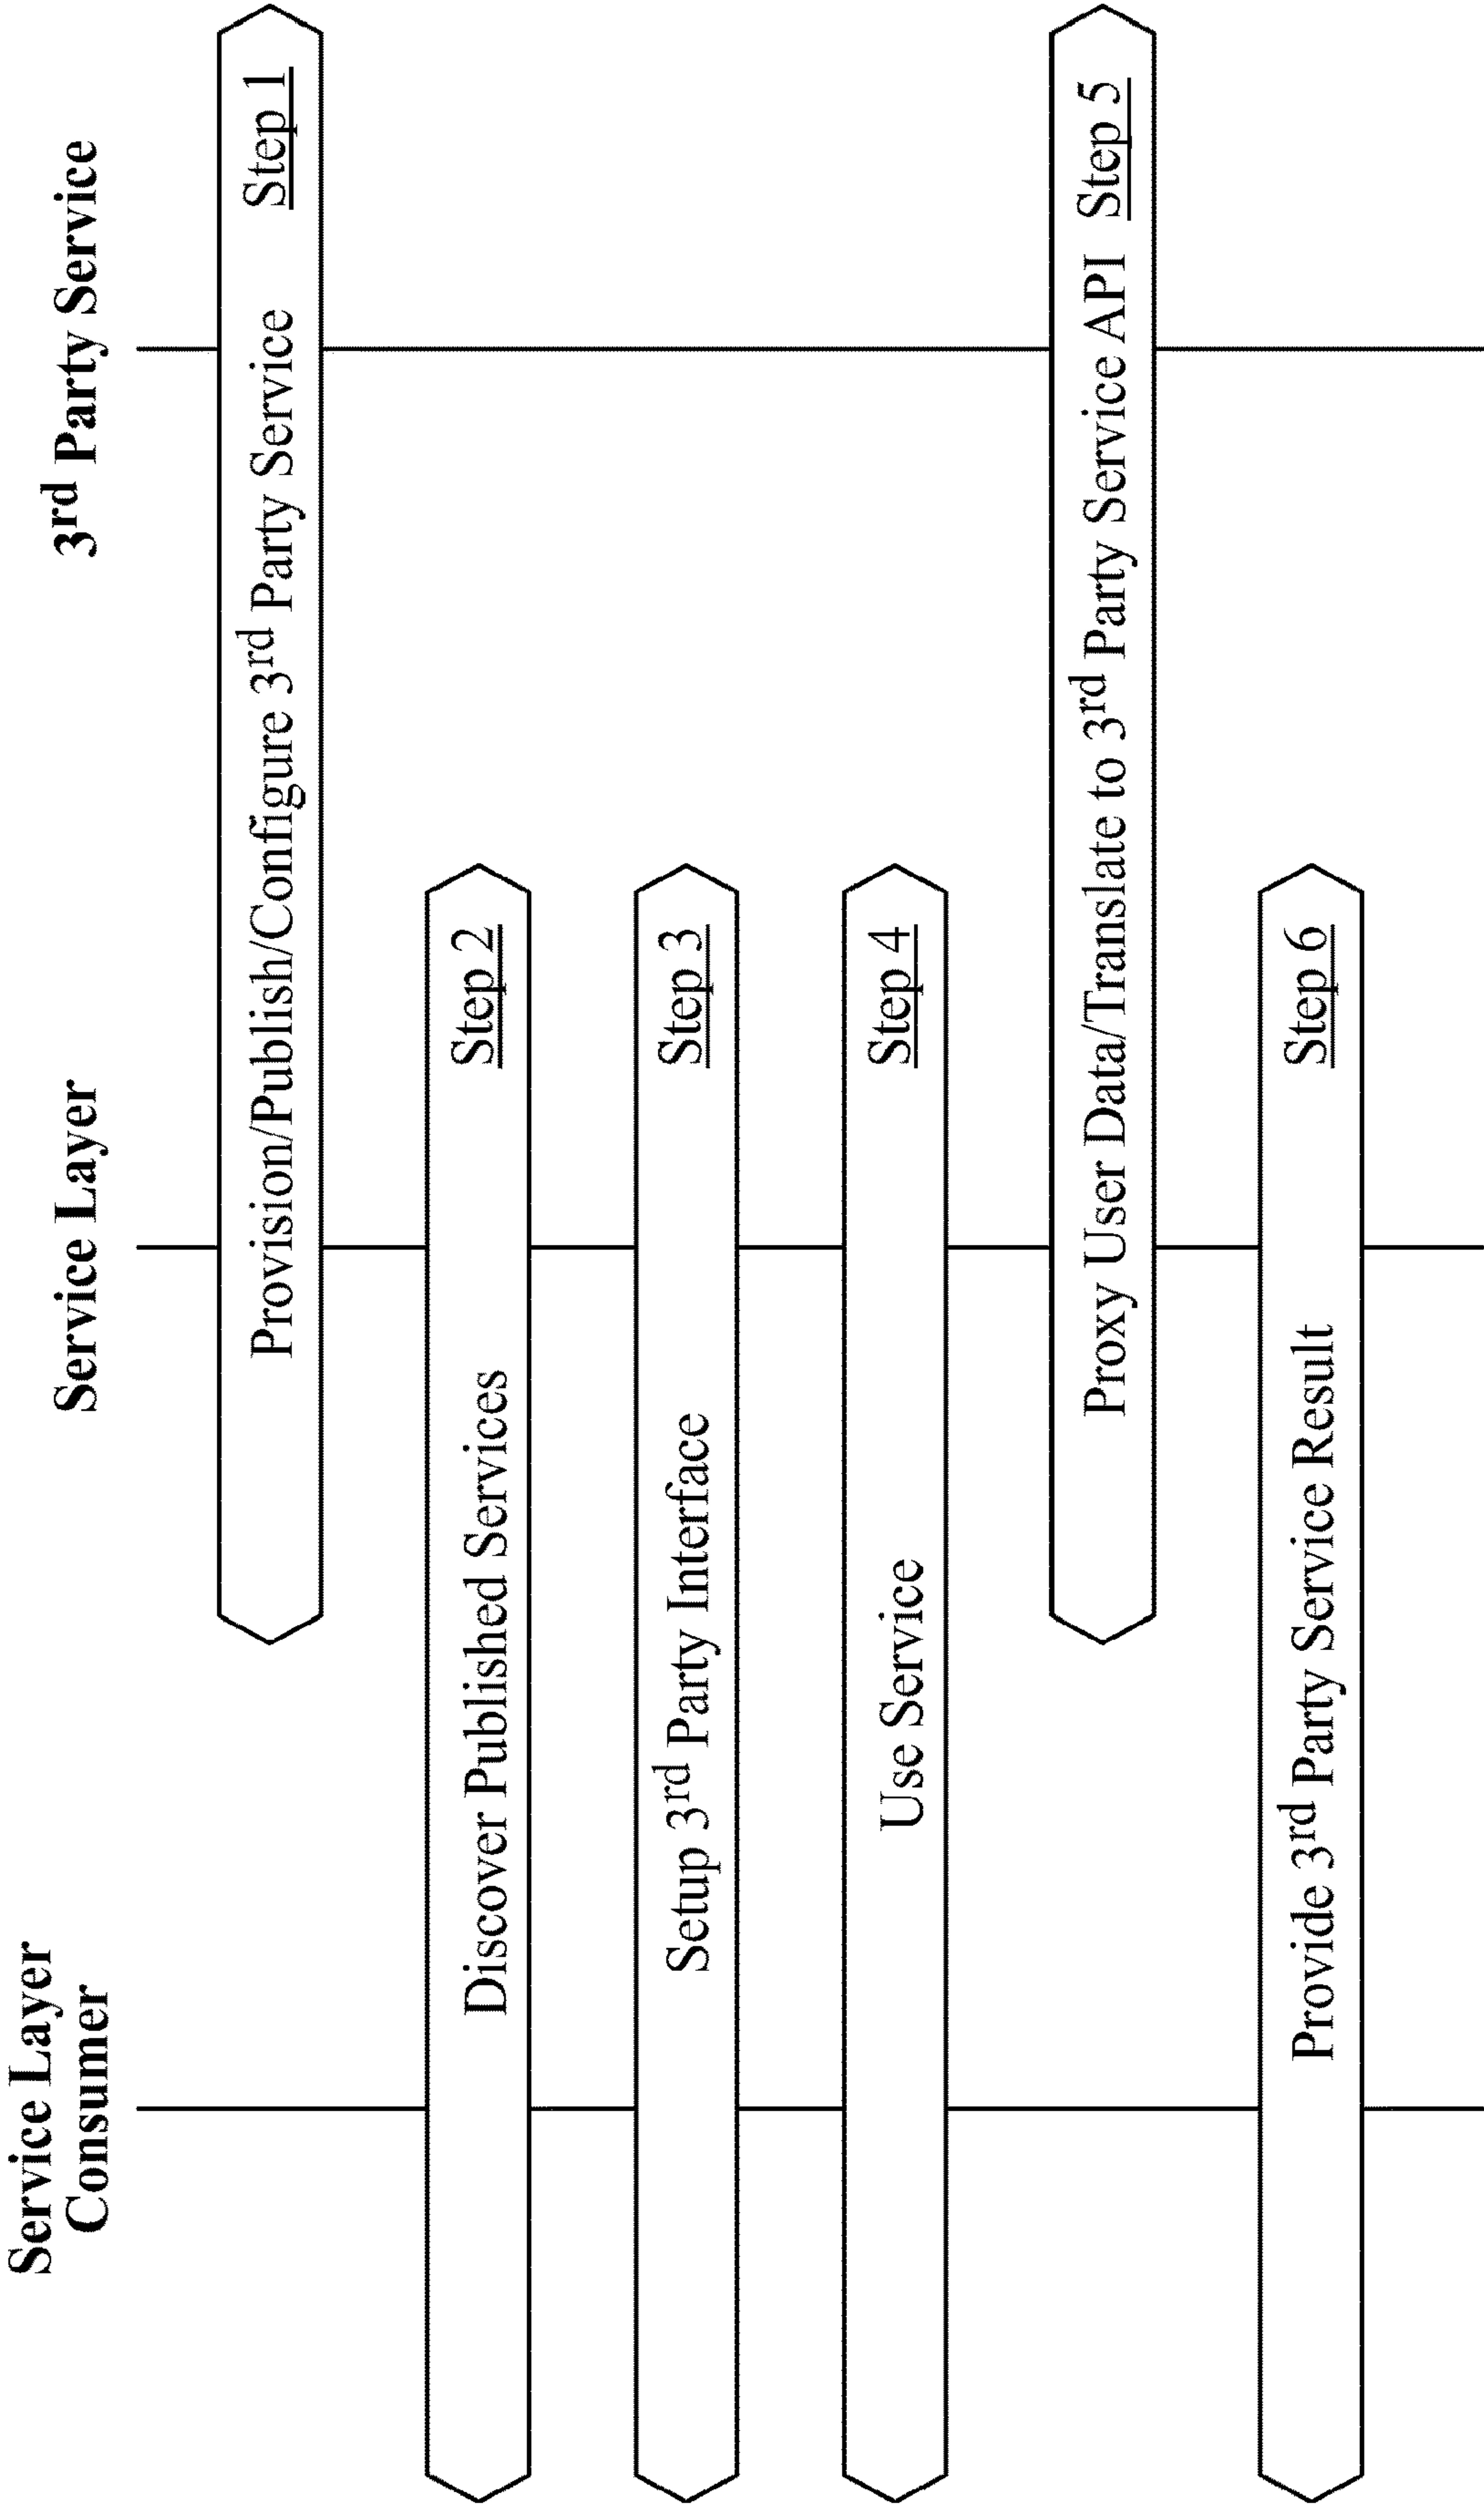 Service Layer
Consumer
Service Layer
3rd Party Service
Provision/Publish/Configure 3rd Party Service
Step 1
Discover Published Services
Step 2
Setup 3rd Party Interface
Step 3
Use Service
Step 4
Proxy User Data/Translate to 3rd Party Service API
Step 5
Provide 3rd Party Service Result
Step 6